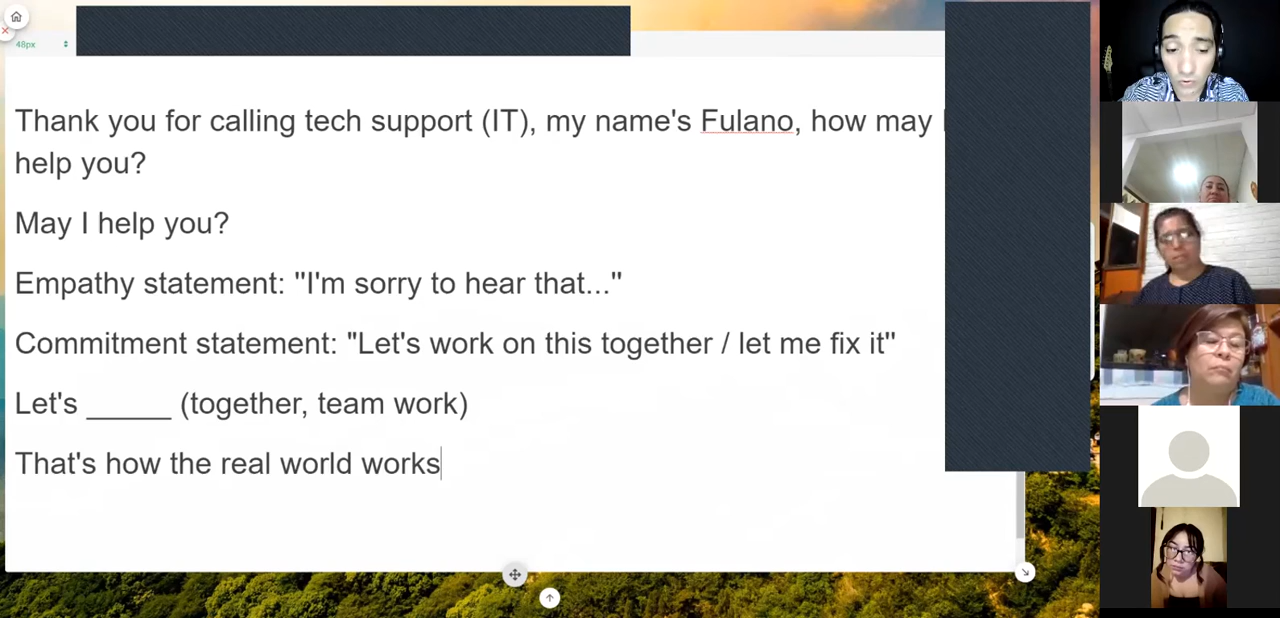 48px
Thank you for calling tech support (IT), my name's Fulano, how may
help you?
May I help you?
Empathy statement: "I'm sorry to hear that..."
Commitment statement: "Let's work on this together / let me fix it"
Let's ______ (together, team work)
That's how the real world works